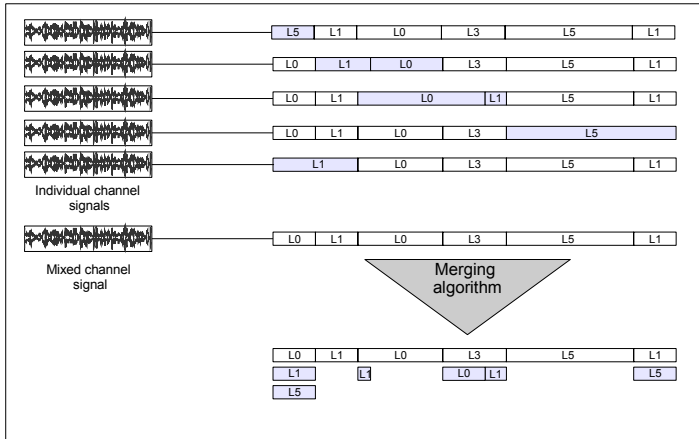 L5 L1 L0 L3 L5 L1
L0 L1 L0 L3 L5 L1
L0 L1 L0 L1 L5 L1
L0 L1 L0 L3 L5
L1 L0 L3 L5 L1
Individual channel
signals
L0 L1 L0 L3 L5 L1
Mixed channel
signal
Merging
algorithm
L0 L1 L0 L3 L5 L1
L1 L1 L0 L1 L5
L5